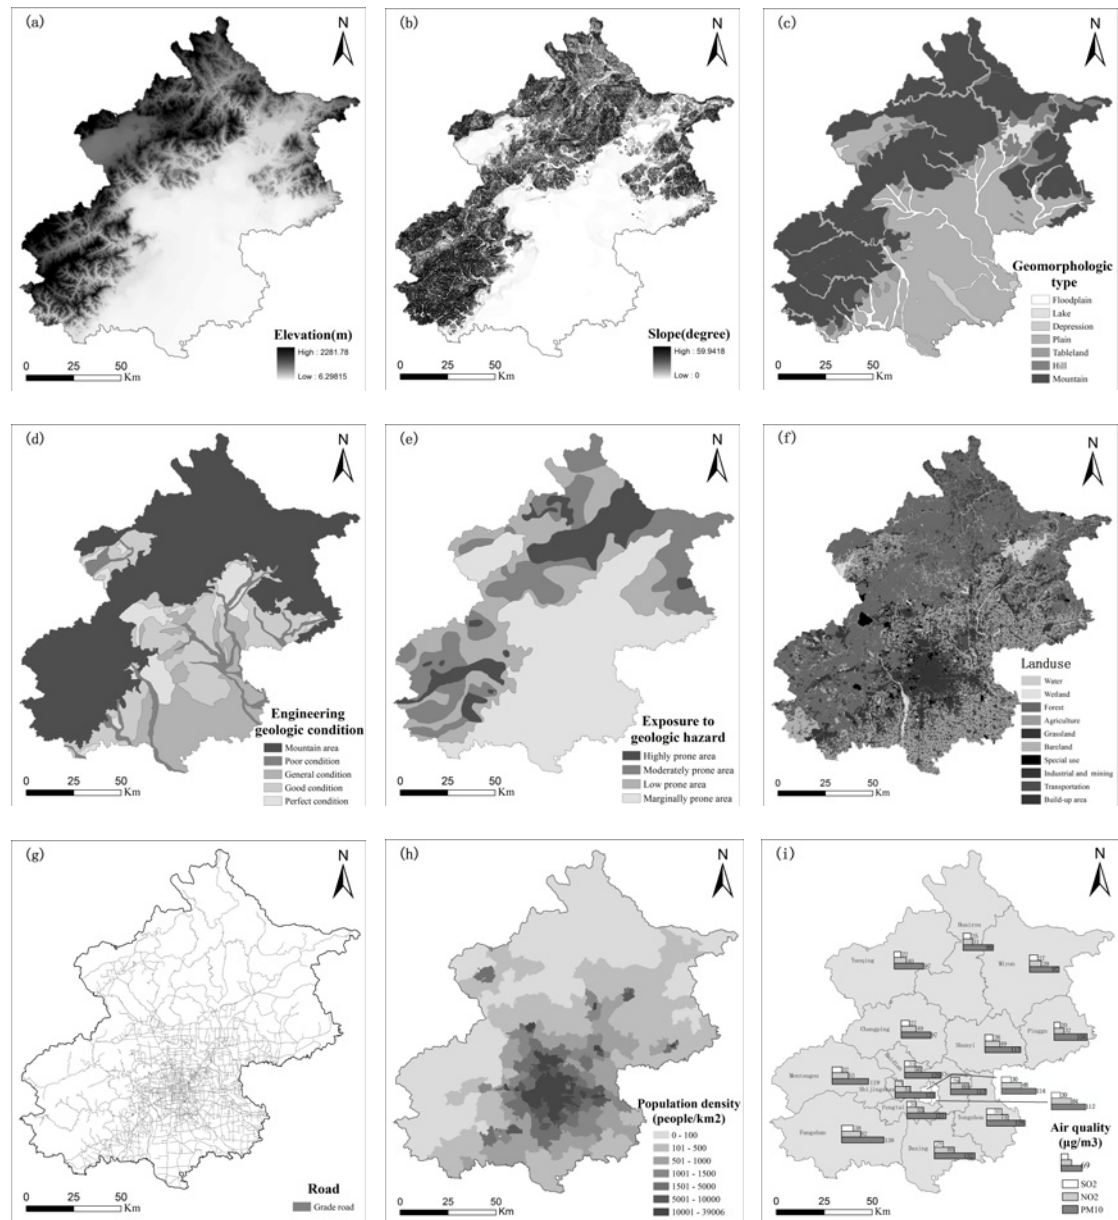 (a)
N
Elevation(m)
High : 2281.78
Low : 6.29815
0 25 50
Km
(b)
N
Slope(degree)
High : 59.9418
Low : 0
0 25 50
Km
(c)
N
Geomorphologic
type
Floodplain
Lake
Depression
Plain
Tableland
Hill
Mountain
0 25 50
Km
(d)
N
Engineering
geologic condition
Mountain area
Poor condition
General condition
Good condition
Perfect condition
0 25 50
Km
(e)
N
Exposure to
geologic hazard
Highly prone area
Moderately prone area
Low prone area
Marginally prone area
0 25 50
Km
(f)
N
Landuse
Water
Wetland
Forest
Agriculture
Grassland
Bareland
Special use
Industrial and mining
Transportation
Build-up area
0 25 50
Km
(g)
N
Road
Grade road
0 25 50
Km
(h)
N
Population density
(people/km2)
0 - 100
101 - 500
501 - 1000
1001 - 1500
1501 - 5000
5001 - 10000
10001 - 39006
0 25 50
Km
(i)
N
Huairou
Yanqing
Miyun
Changping
Shunyi
Pinggu
Mentougou
119
Shijingshan
114
112
Fengtai
Tongzhou
Fangshan
Daxing
Air quality
(μg/m3)
69
SO2
NO2
PM10
0 25 50
Km